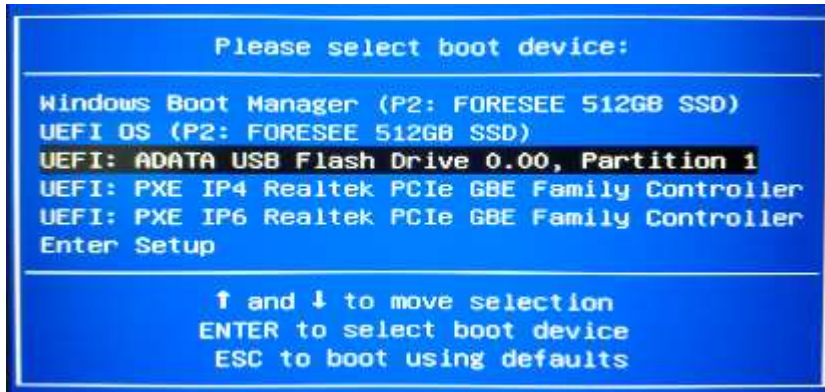 Please select boot device:
Windows Boot Manager (P2: FORESEE 512GB SSD)
UEFI OS (P2: FORESEE 512GB SSD)
UEFI: ADATA USB Flash Drive 0.00, Partition 1
UEFI: PXE IP4 Realtek PCIe GBE Family Controller
UEFI: PXE IP6 Realtek PCIe GBE Family Controller
Enter Setup
↑ and ↓ to move selection
ENTER to select boot device
ESC to boot using defaults